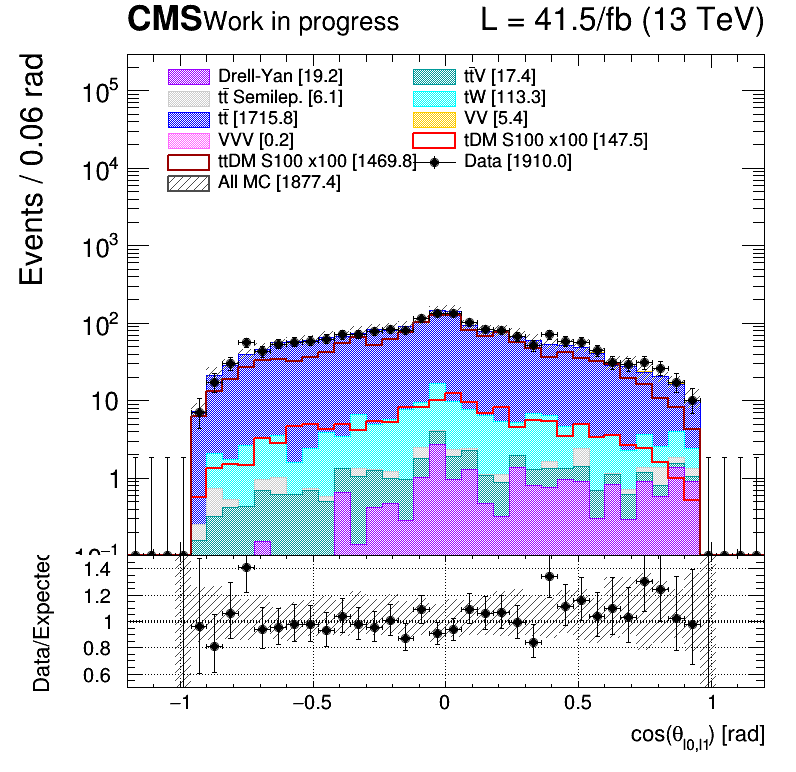 CMS Work in progress L = 41.5/fb (13 TeV)
Events / 0.06 rad
Drell-Yan [19.2]
tt̄V [17.4]
tt̄ Semilep. [6.1]
tW [113.3]
tt̄ [1715.8]
VV [5.4]
VVV [0.2]
tDM S100 x100 [147.5]
ttDM S100 x100 [1469.8]
Data [1910.0]
All MC [1877.4]
10⁵
10⁴
10³
10²
10
1
10⁻¹
Data/Expected
1.4
1.2
1
0.8
0.6
−1 −0.5 0 0.5 1
cos(θ_l0,l1) [rad]